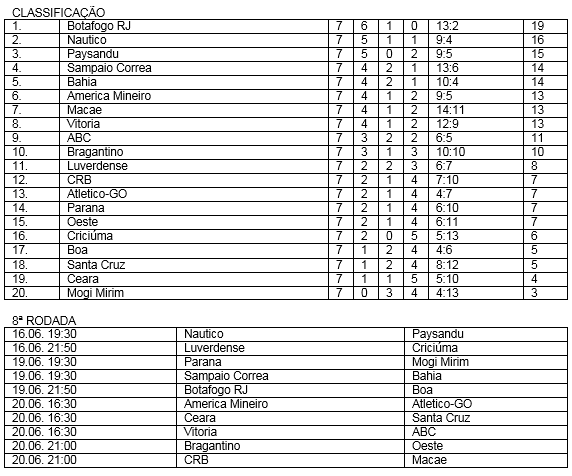 CLASSIFICAÇÃO
1. Botafogo RJ 7 6 1 0 13:2 19
2. Nautico 7 5 1 1 9:4 16
3. Paysandu 7 5 0 2 9:5 15
4. Sampaio Correa 7 4 2 1 13:6 14
5. Bahia 7 4 2 1 10:4 14
6. America Mineiro 7 4 1 2 9:5 13
7. Macae 7 4 1 2 14:11 13
8. Vitoria 7 4 1 2 12:9 13
9. ABC 7 3 2 2 6:5 11
10. Bragantino 7 3 1 3 10:10 10
11. Luverdense 7 2 2 3 6:7 8
12. CRB 7 2 1 4 7:10 7
13. Atletico-GO 7 2 1 4 4:7 7
14. Parana 7 2 1 4 6:10 7
15. Oeste 7 2 1 4 6:11 7
16. Criciúma 7 2 0 5 5:13 6
17. Boa 7 1 2 4 4:6 5
18. Santa Cruz 7 1 2 4 8:12 5
19. Ceara 7 1 1 5 5:10 4
20. Mogi Mirim 7 0 3 4 4:13 3
8ª RODADA
16.06. 19:30 Nautico Paysandu
16.06. 21:50 Luverdense Criciúma
19.06. 19:30 Parana Mogi Mirim
19.06. 19:30 Sampaio Correa Bahia
19.06. 21:50 Botafogo RJ Boa
20.06. 16:30 America Mineiro Atletico-GO
20.06. 16:30 Ceara Santa Cruz
20.06. 16:30 Vitoria ABC
20.06. 21:00 Bragantino Oeste
20.06. 21:00 CRB Macae